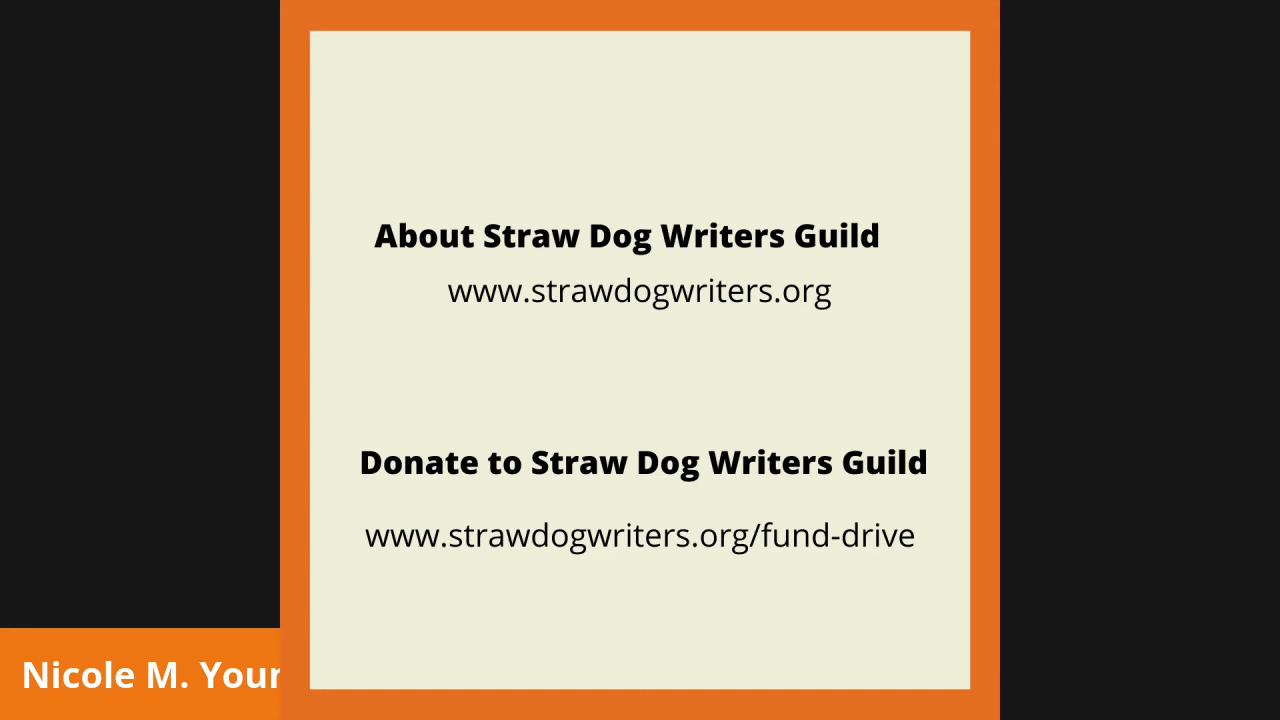 About Straw Dog Writers Guild
www.strawdogwriters.org
Donate to Straw Dog Writers Guild
www.strawdogwriters.org/fund-drive
Nicole M.